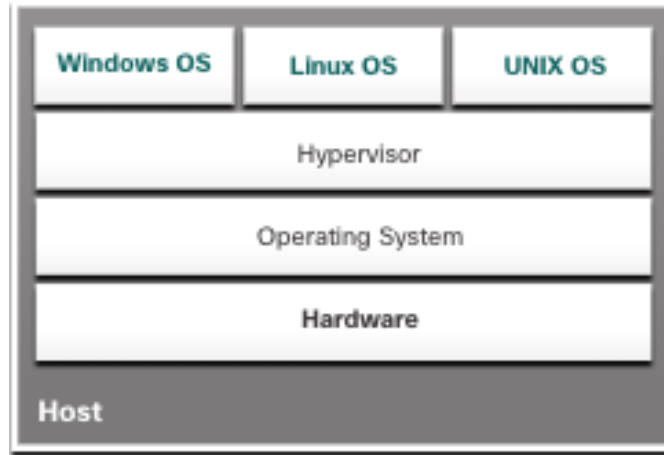 Windows OS
Linux OS
UNIX OS
Hypervisor
Operating System
Hardware
Host